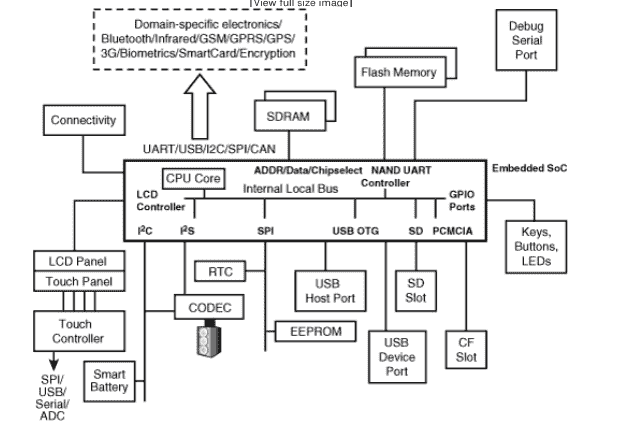 [View full size image]
Domain-specific electronics/
Bluetooth/Infrared/GSM/GPRS/GPS/
3G/Biometrics/SmartCard/Encryption
Debug
Serial
Port
Flash Memory
SDRAM
Connectivity
UART/USB/I2C/SPI/CAN
Embedded SoC
CPU Core
ADDR/Data/Chipselect
NAND UART
Controller
Internal Local Bus
LCD
Controller
GPIO
Ports
I²C
I²S
SPI
USB OTG
SD
PCMCIA
Keys,
Buttons,
LEDs
LCD Panel
Touch Panel
RTC
USB
Host Port
SD
Slot
CODEC
Touch
Controller
EEPROM
USB
Device
Port
CF
Slot
Smart
Battery
SPI/
USB/
Serial/
ADC